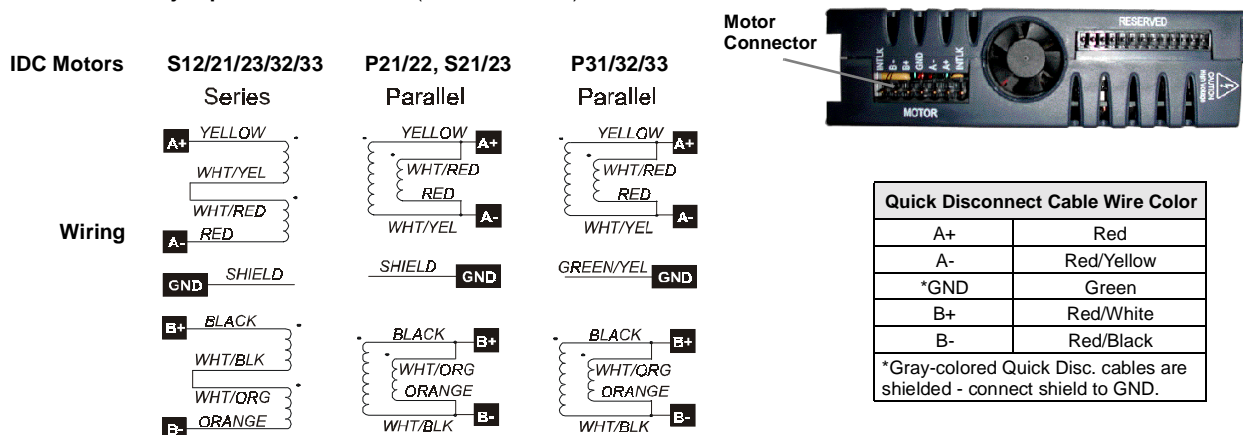 Motor
Connector
RESERVED
INTLK B- B+ GND A- A+ INTLK
MOTOR
CAUTION
IDC Motors S12/21/23/32/33 P21/22, S21/23 P31/32/33
Series Parallel Parallel
Wiring
A+ YELLOW
WHT/YEL
WHT/RED
A- RED
GND SHIELD
B+ BLACK
WHT/BLK
WHT/ORG
B- ORANGE
YELLOW A+
WHT/RED
RED
A-
WHT/YEL
SHIELD GND
BLACK B+
WHT/ORG
ORANGE
B-
WHT/BLK
YELLOW A+
WHT/RED
RED
A-
WHT/YEL
GREEN/YEL GND
BLACK B+
WHT/ORG
ORANGE
B-
WHT/BLK
Quick Disconnect Cable Wire Color
A+ Red
A- Red/Yellow
*GND Green
B+ Red/White
B- Red/Black
*Gray-colored Quick Disc. cables are
shielded - connect shield to GND.